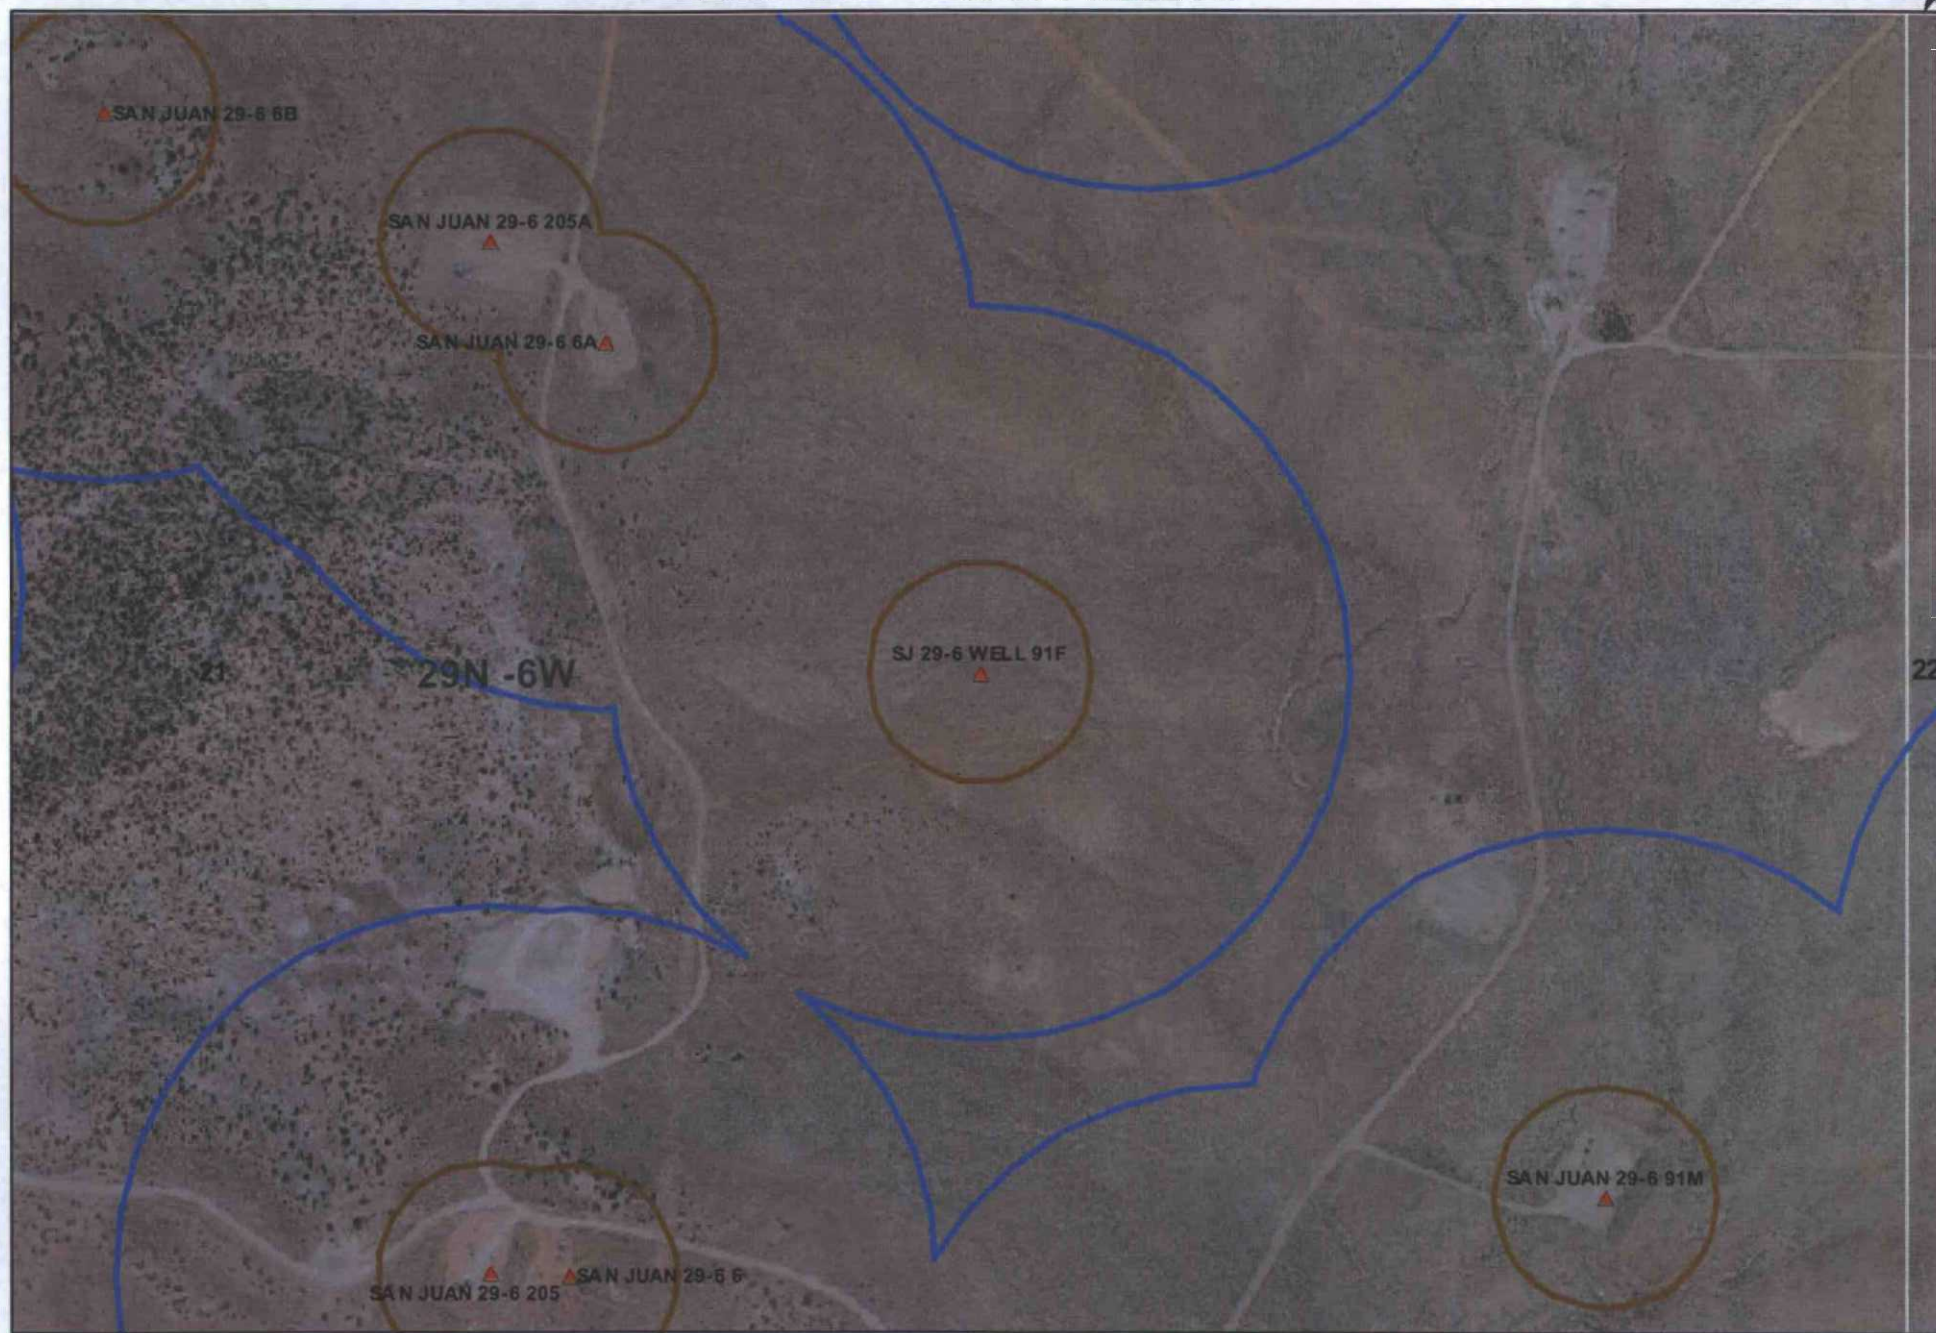 SAN JUAN 29-6 6B
SAN JUAN 29-6 205A
SAN JUAN 29-6 6A
SJ 29-6 WELL 91F
21
29N -6W
22
SAN JUAN 29-6 91M
SAN JUAN 29-6 6
SAN JUAN 29-6 205